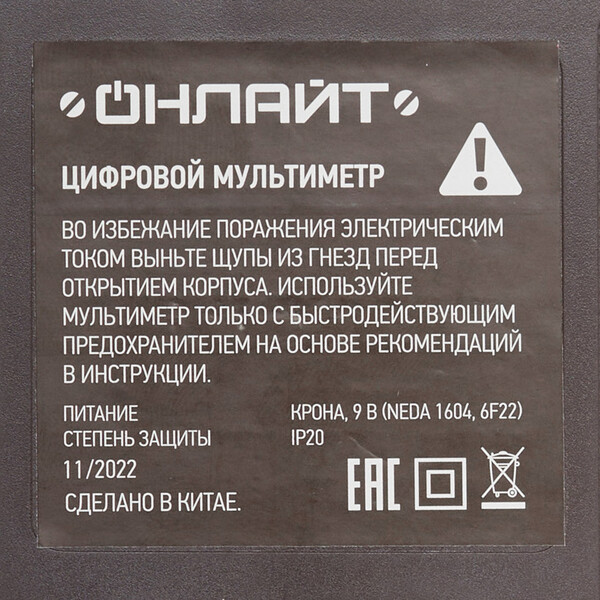 ОНЛАЙТ
ЦИФРОВОЙ МУЛЬТИМЕТР
ВО ИЗБЕЖАНИЕ ПОРАЖЕНИЯ ЭЛЕКТРИЧЕСКИМ
ТОКОМ ВЫНЬТЕ ЩУПЫ ИЗ ГНЕЗД ПЕРЕД
ОТКРЫТИЕМ КОРПУСА. ИСПОЛЬЗУЙТЕ
МУЛЬТИМЕТР ТОЛЬКО С БЫСТРОДЕЙСТВУЮЩИМ
ПРЕДОХРАНИТЕЛЕМ НА ОСНОВЕ РЕКОМЕНДАЦИЙ
В ИНСТРУКЦИИ.
ПИТАНИЕ КРОНА, 9 В (NEDA 1604, 6F22)
СТЕПЕНЬ ЗАЩИТЫ IP20
11/2022
СДЕЛАНО В КИТАЕ.
EAC